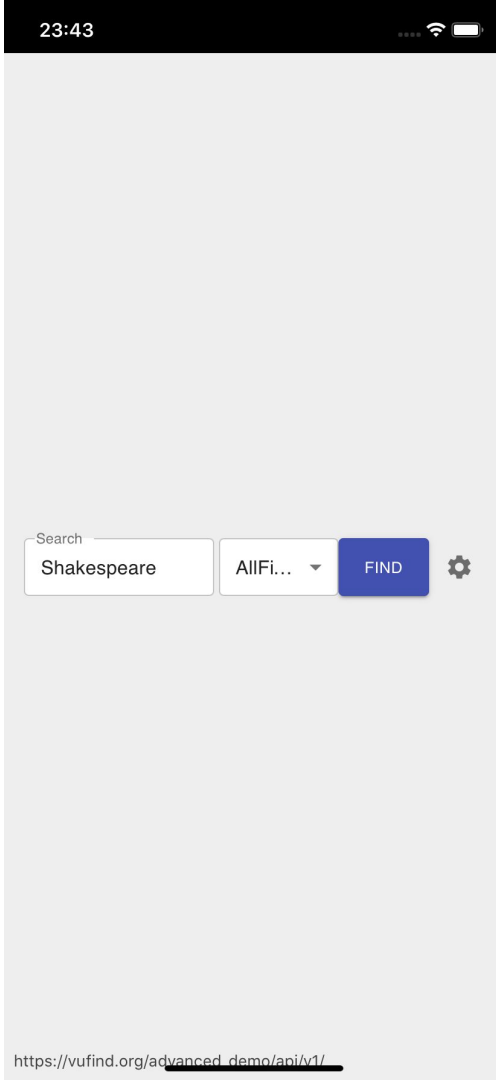 23:43
Search
Shakespeare
AllFi...
FIND
https://vufind.org/advanced_demo/api/v1/